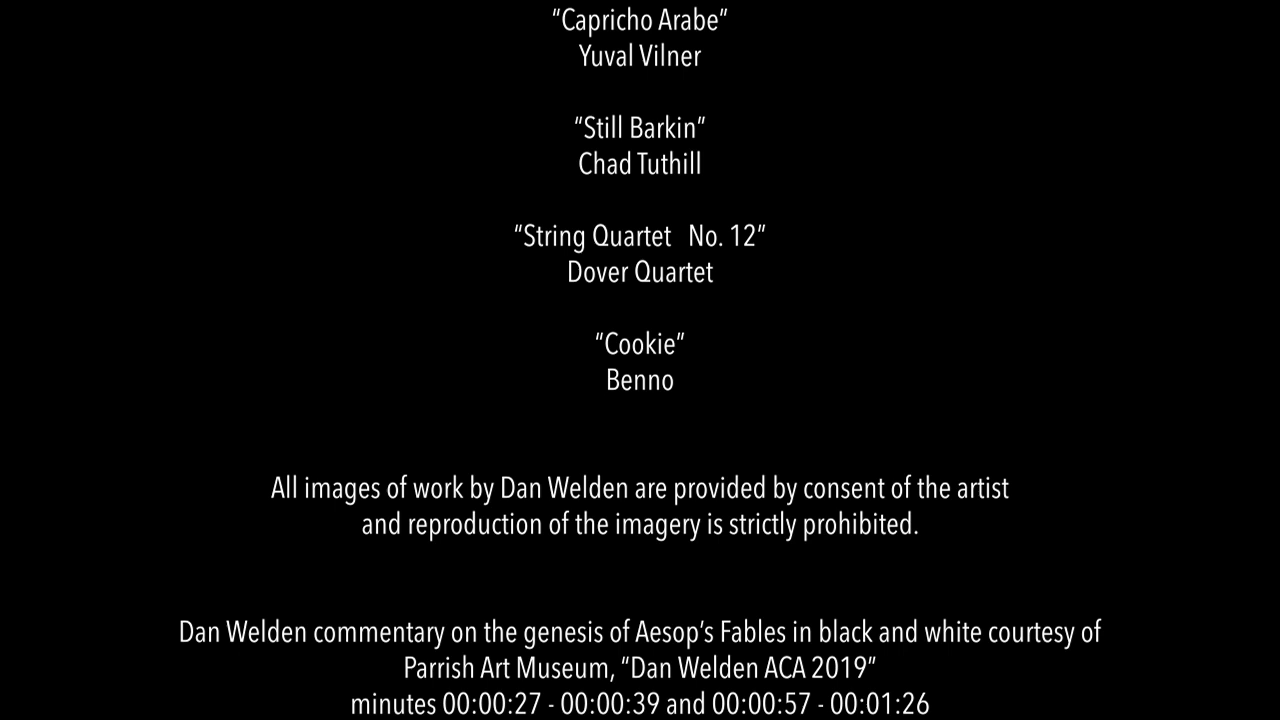 “Capricho Arabe”
Yuval Vilner
“Still Barkin”
Chad Tuthill
“String Quartet  No. 12”
Dover Quartet
“Cookie”
Benno
All images of work by Dan Welden are provided by consent of the artist
and reproduction of the imagery is strictly prohibited.
Dan Welden commentary on the genesis of Aesop’s Fables in black and white courtesy of
Parrish Art Museum, “Dan Welden ACA 2019”
minutes 00:00:27 - 00:00:39 and 00:00:57 - 00:01:26